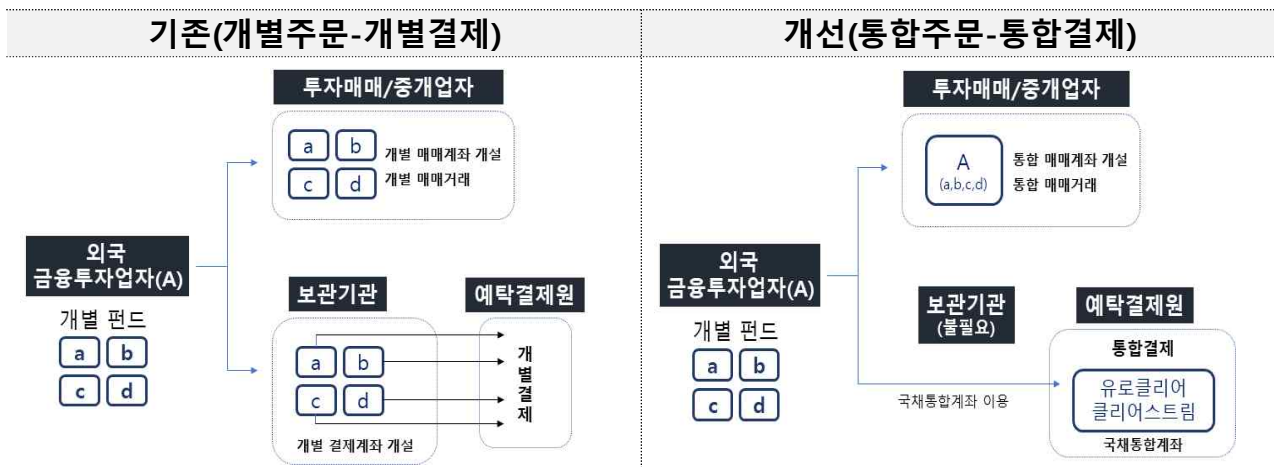 기존(개별주문-개별결제)
투자매매/중개업자
a b
c d
개별 매매계좌 개설
개별 매매거래
외국
금융투자업자(A)
개별 펀드
a b
c d
보관기관
a b
c d
개별 결제계좌 개설
예탁결제원
개
별
결
제
개선(통합주문-통합결제)
투자매매/중개업자
A
(a,b,c,d)
통합 매매계좌 개설
통합 매매거래
외국
금융투자업자(A)
개별 펀드
a b
c d
보관기관
(불필요)
국채통합계좌 이용
예탁결제원
통합결제
유로클리어
클리어스트림
국채통합계좌